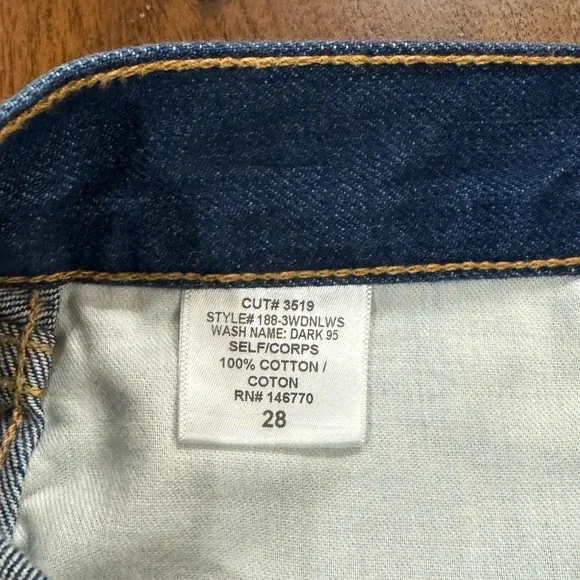 CUT# 3519
STYLE# 188-3WDNLWS
WASH NAME: DARK 95
SELF/CORPS
100% COTTON /
COTON
RN# 146770
28